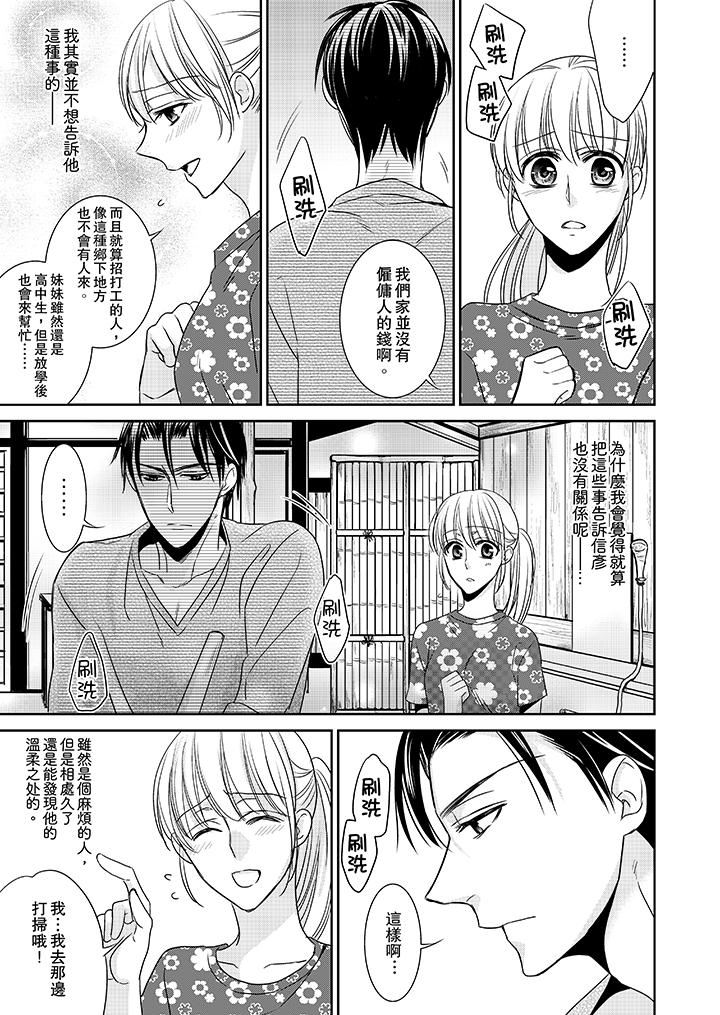 ……
刷洗
刷洗
刷洗
我們家並沒有
僱傭人的錢啊。
刷洗
我其實並不想告訴他
這種事的——
而且就算招打工的人，
像這種鄉下地方
也不會有人來。
妹妹雖然還是
高中生，但是放學後
也會來幫忙……
為什麼我會覺得就算
把這些事告訴信彥
也沒有關係呢——……
刷洗
……
刷洗
刷洗
刷洗
這樣啊…
雖然是個麻煩的人，
但是相處久了
還是能發現他的
溫柔之处的。
我…我去那邊
打掃哦！